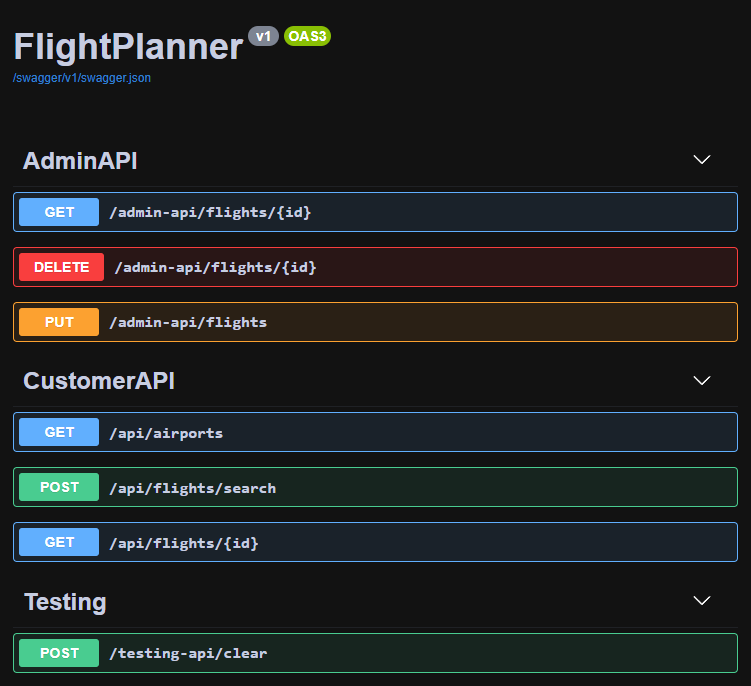 FlightPlanner v1 OAS3
/swagger/v1/swagger.json
AdminAPI
GET /admin-api/flights/{id}
DELETE /admin-api/flights/{id}
PUT /admin-api/flights
CustomerAPI
GET /api/airports
POST /api/flights/search
GET /api/flights/{id}
Testing
POST /testing-api/clear